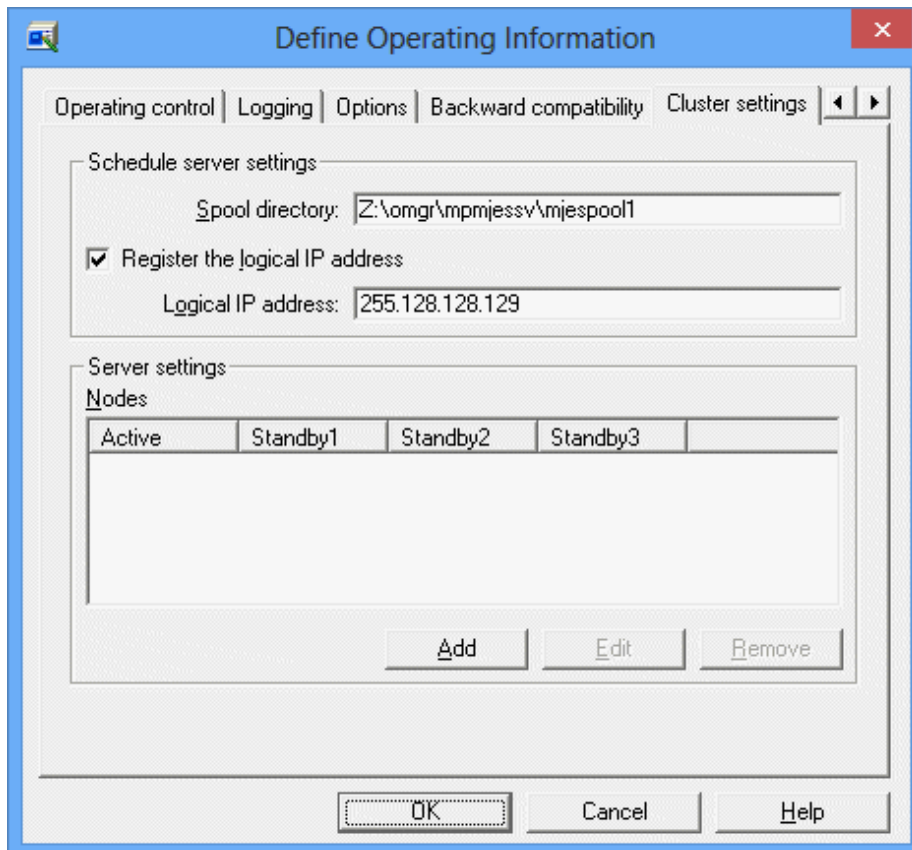 Define Operating Information
Operating control Logging Options Backward compatibility Cluster settings
Schedule server settings
Spool directory: Z:\omgr\mpmjessv\mjespool1
Register the logical IP address
Logical IP address: 255.128.128.129
Server settings
Nodes
Active Standby1 Standby2 Standby3
Add Edit Remove
OK Cancel Help